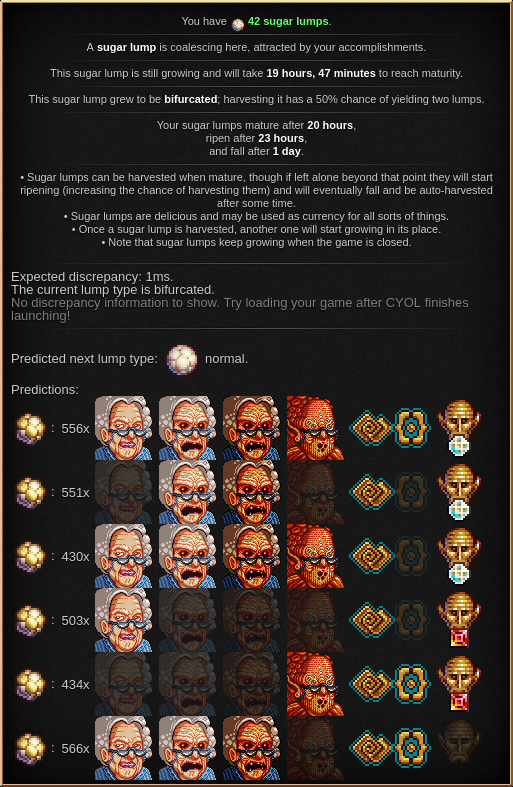 You have 42 sugar lumps.
A sugar lump is coalescing here, attracted by your accomplishments.
This sugar lump is still growing and will take 19 hours, 47 minutes to reach maturity.
This sugar lump grew to be bifurcated; harvesting it has a 50% chance of yielding two lumps.
Your sugar lumps mature after 20 hours,
ripen after 23 hours,
and fall after 1 day.
• Sugar lumps can be harvested when mature, though if left alone beyond that point they will start
ripening (increasing the chance of harvesting them) and will eventually fall and be auto-harvested
after some time.
• Sugar lumps are delicious and may be used as currency for all sorts of things.
• Once a sugar lump is harvested, another one will start growing in its place.
• Note that sugar lumps keep growing when the game is closed.
Expected discrepancy: 1ms.
The current lump type is bifurcated.
No discrepancy information to show. Try loading your game after CYOL finishes
launching!
Predicted next lump type: normal.
Predictions:
: 556x
: 551x
: 430x
: 503x
: 434x
: 566x